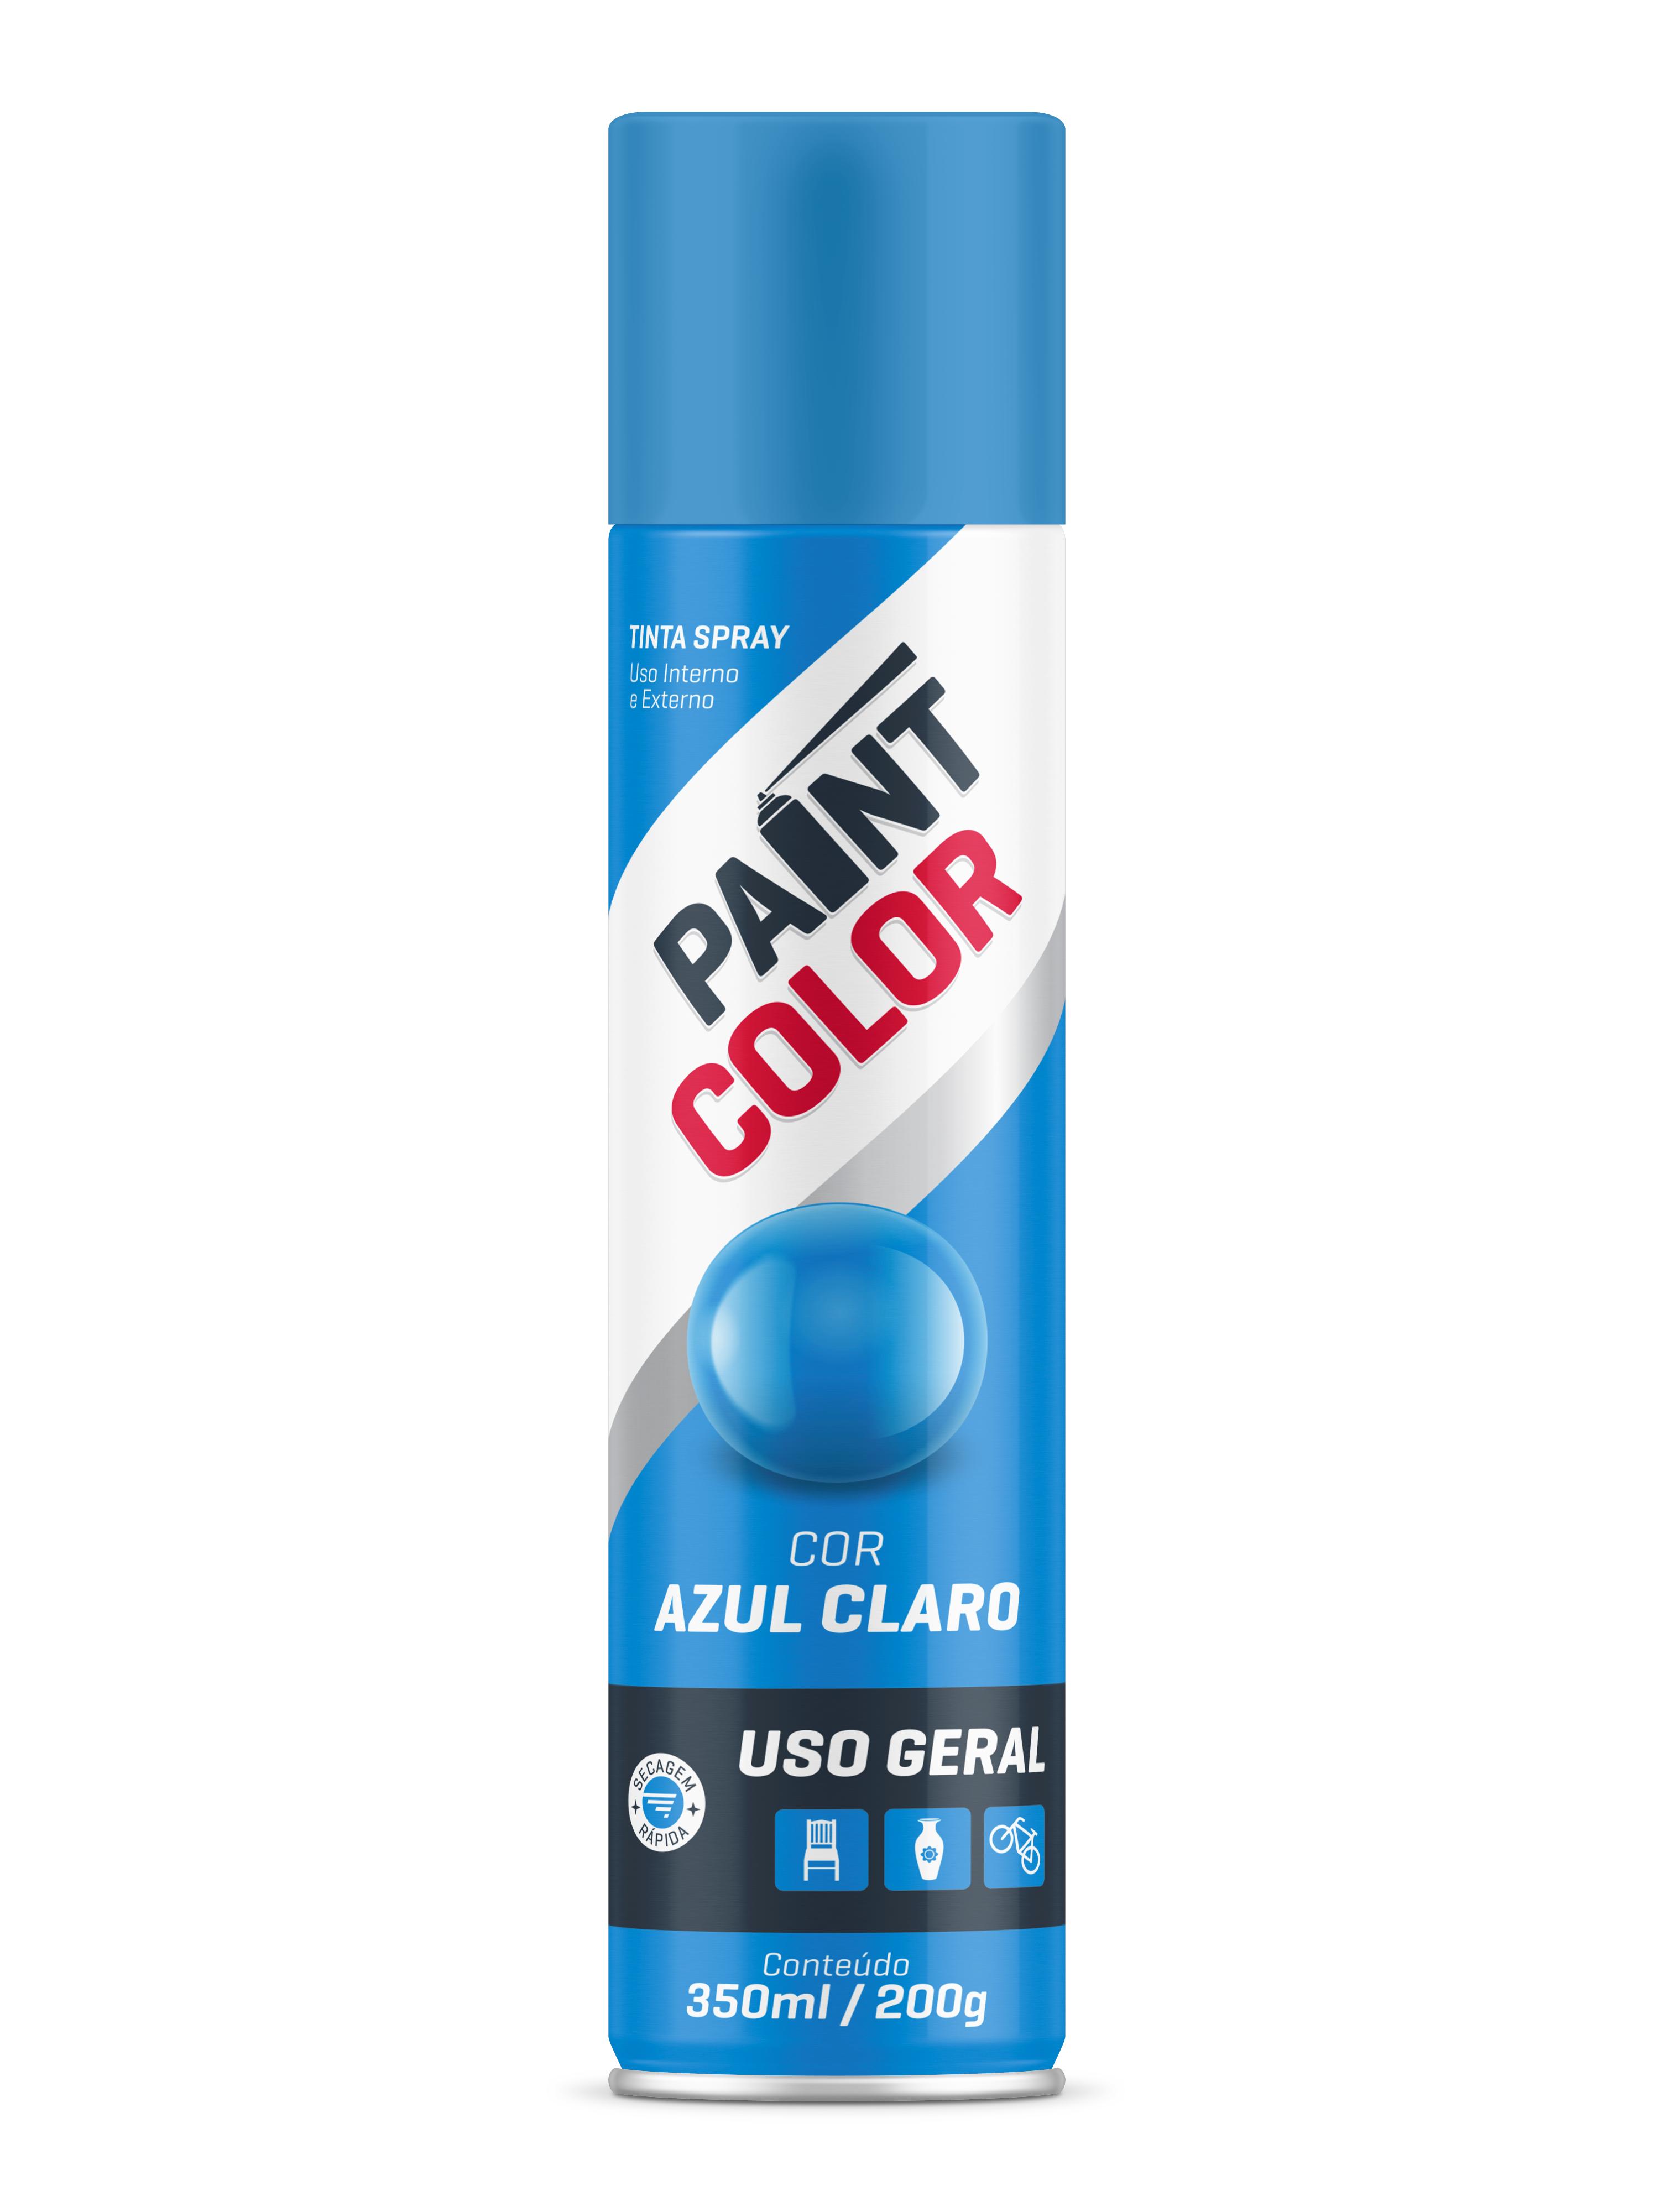 TINTA SPRAY
Uso Interno
e Externo
PAINT
COLOR
COR
AZUL CLARO
USO GERAL
SECAGEM
RÁPIDA
Conteúdo
350ml / 200g